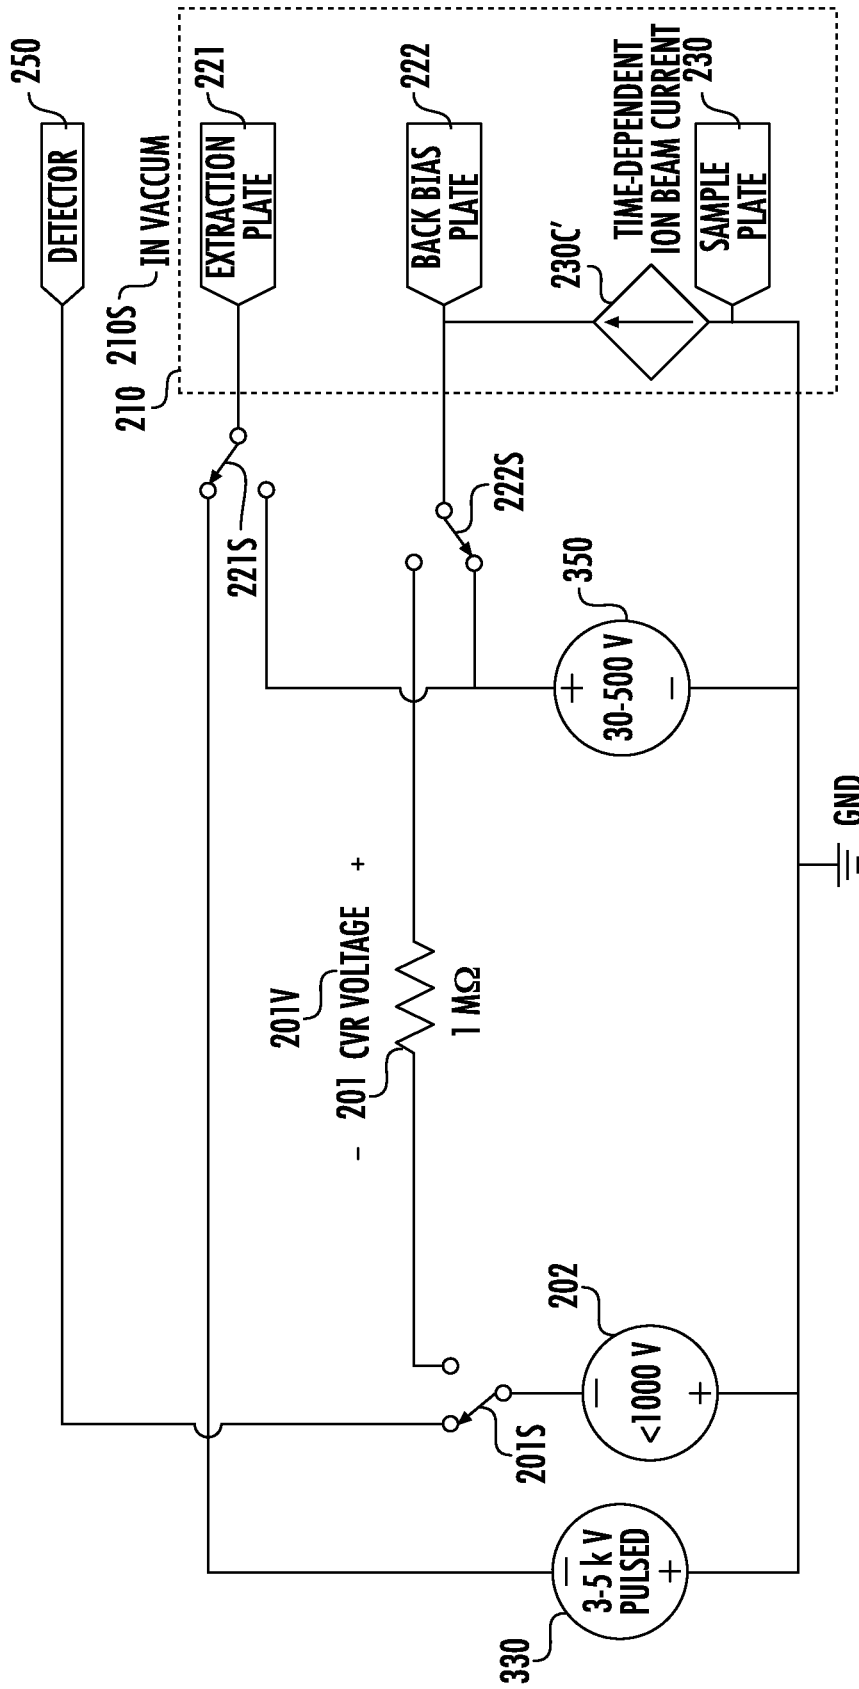 250
DETECTOR
210S
IN VACCUM
210
221
EXTRACTION
PLATE
221S
222
BACK BIAS
PLATE
222S
TIME-DEPENDENT
ION BEAM CURRENT
230C'
230
SAMPLE
PLATE
350
+
30-500 V
−
201V
- 201 CVR VOLTAGE +
1 MΩ
GND
202
−
<1000 V
+
201S
330
−
3-5 k V
PULSED
+